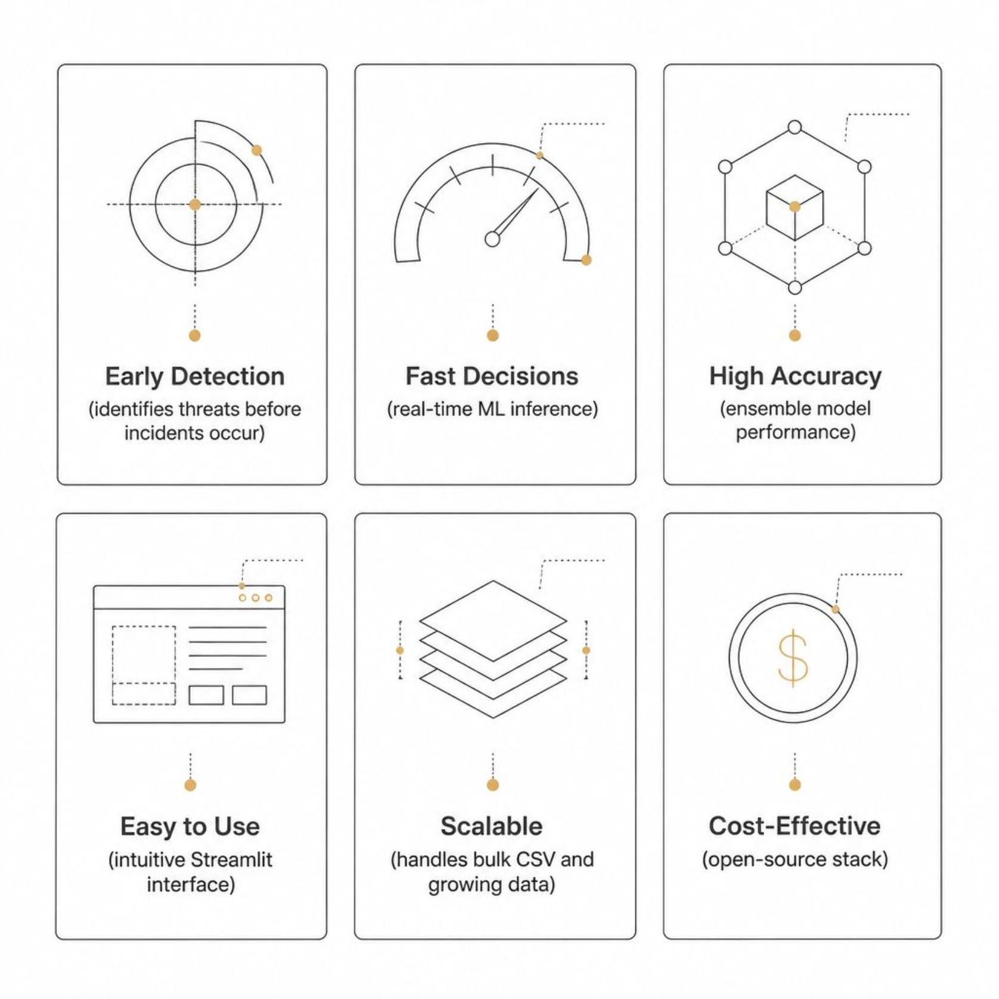 Early Detection
(identifies threats before
incidents occur)
Fast Decisions
(real-time ML inference)
High Accuracy
(ensemble model
performance)
Easy to Use
(intuitive Streamlit
interface)
Scalable
(handles bulk CSV and
growing data)
$
Cost-Effective
(open-source stack)